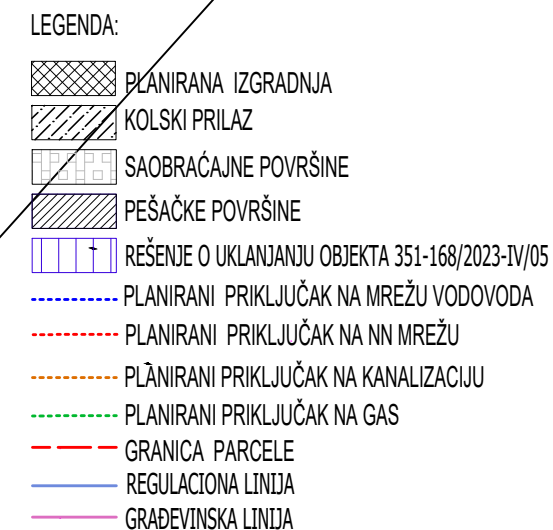 LEGENDA:
PLANIRANA IZGRADNJA
KOLSKI PRILAZ
SAOBRAĆAJNE POVRŠINE
PEŠAČKE POVRŠINE
REŠENJE O UKLANJANJU OBJEKTA 351-168/2023-IV/05
PLANIRANI PRIKLJUČAK NA MREŽU VODOVODA
PLANIRANI PRIKLJUČAK NA NN MREŽU
PLANIRANI PRIKLJUČAK NA KANALIZACIJU
PLANIRANI PRIKLJUČAK NA GAS
GRANICA PARCELE
REGULACIONA LINIJA
GRAĐEVINSKA LINIJA